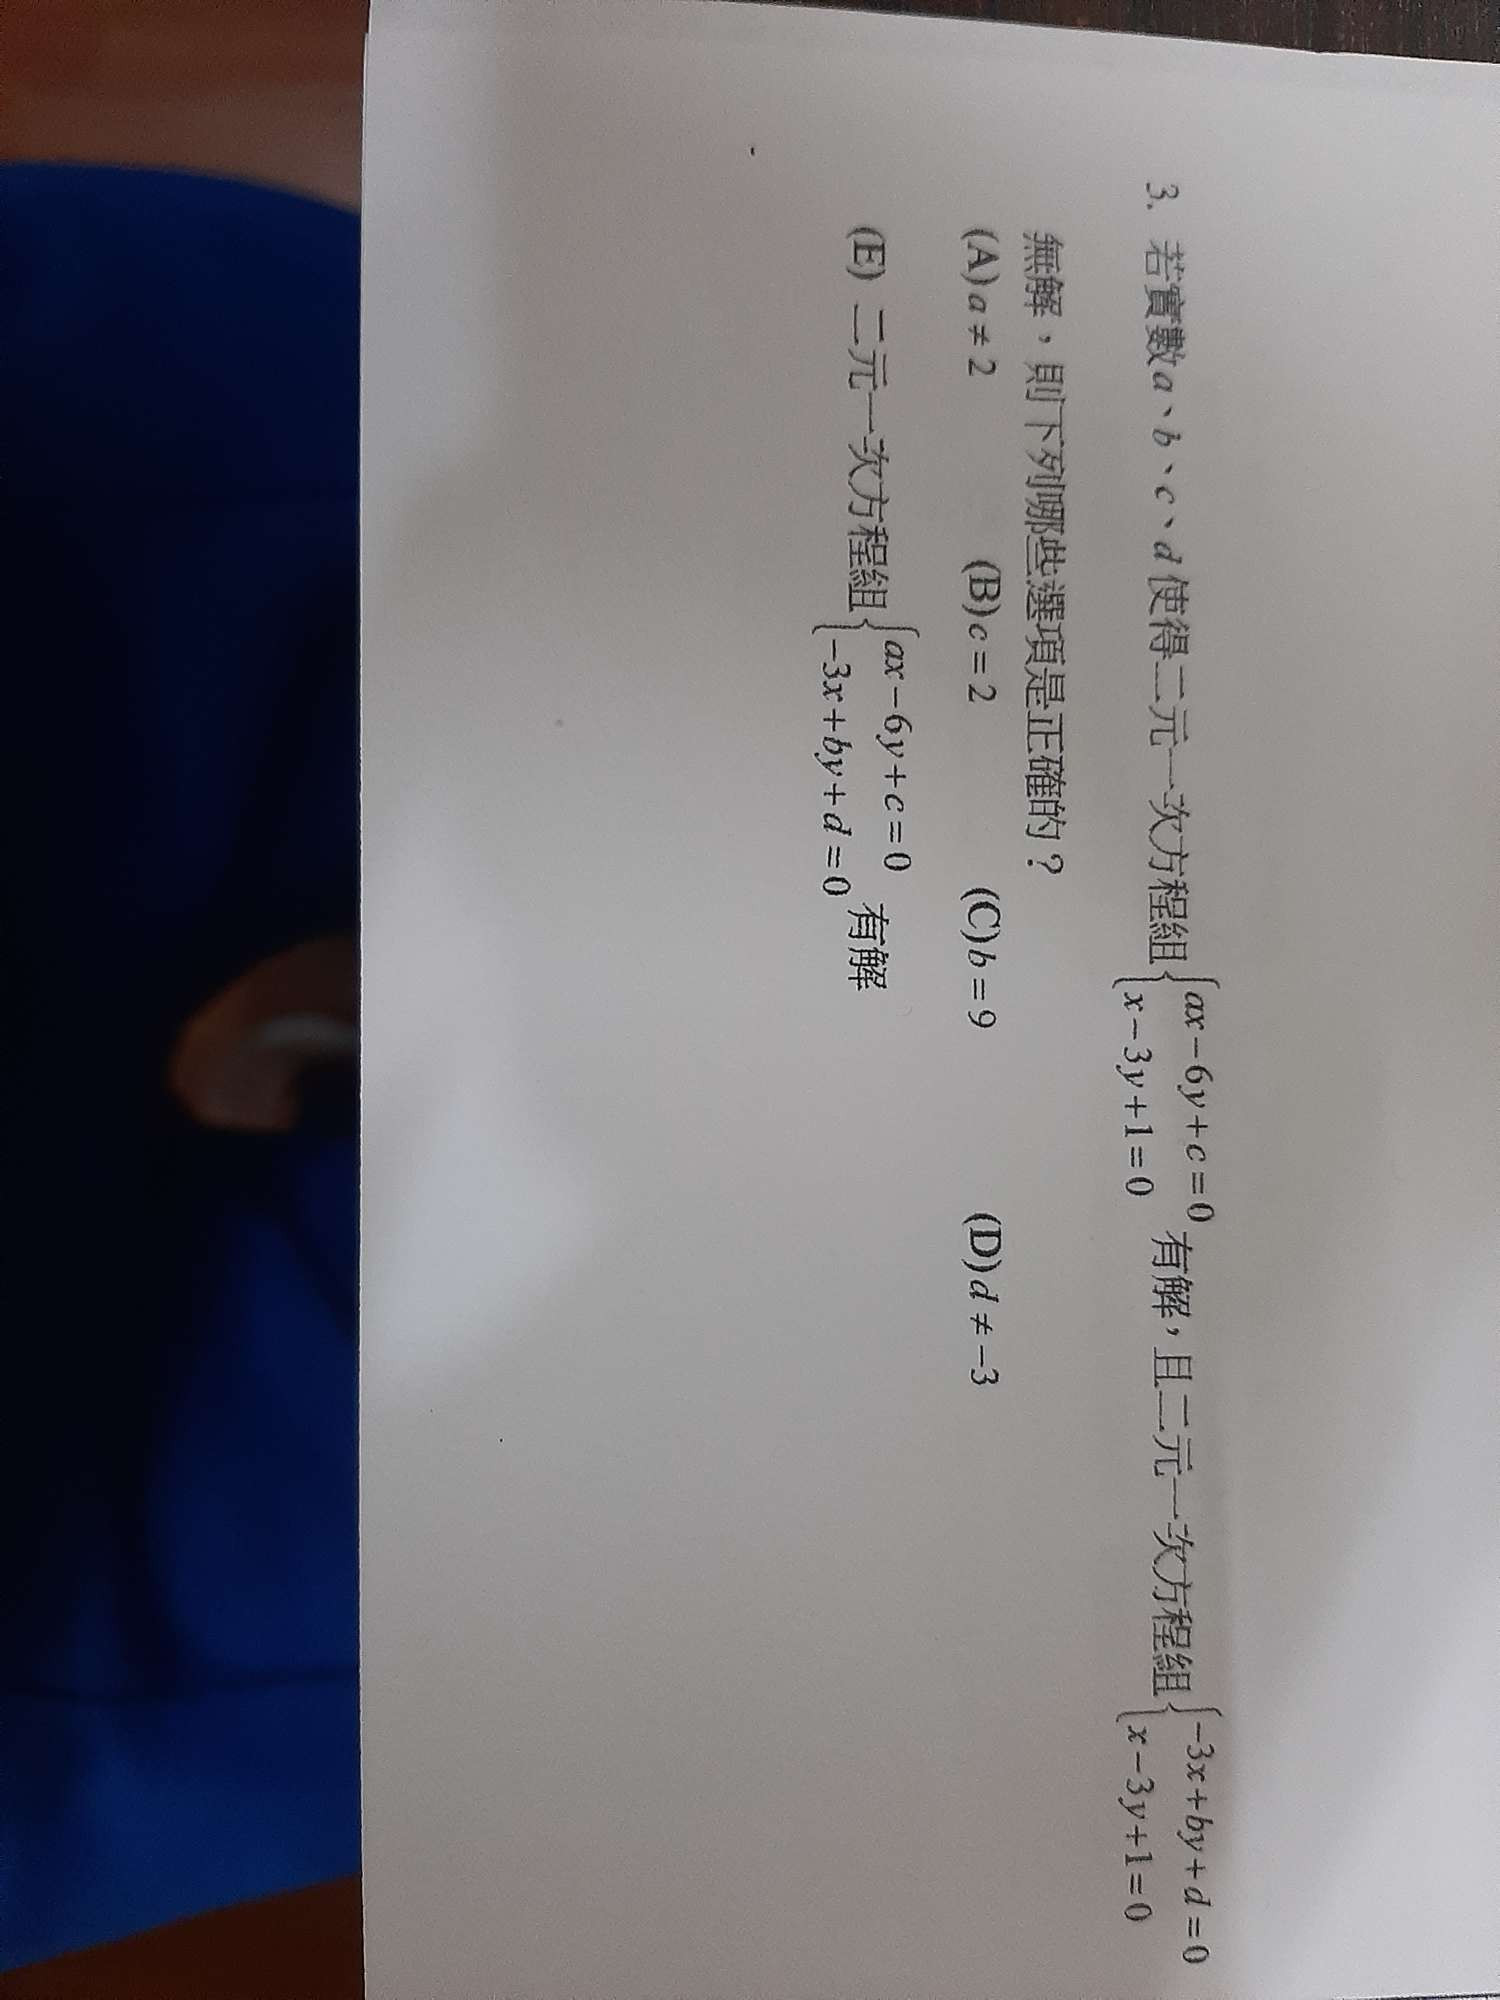 3. 若實數a、b、c、d使得二元一次方程組{ax-6y+c=0 x-3y+1=0 有解,且二元一次方程組{-3x+by+d=0 x-3y+1=0
無解,則下列哪些選項是正確的?
(A)a≠2 (B)c=2 (C)b=9 (D)d≠-3
(E) 二元一次方程組{ax-6y+c=0 -3x+by+d=0 有解